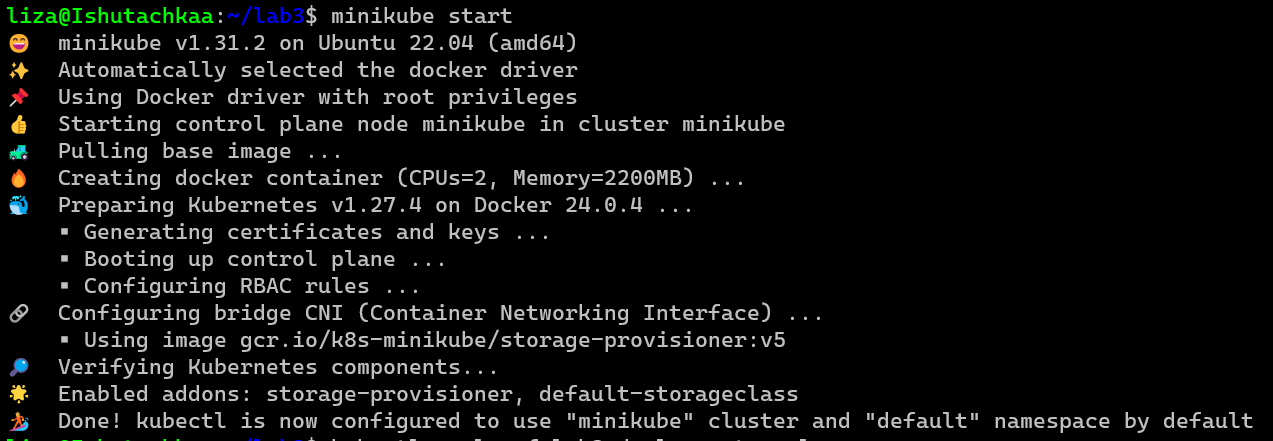 liza@Ishutachkaa:~/lab3$ minikube start
😄 minikube v1.31.2 on Ubuntu 22.04 (amd64)
✨ Automatically selected the docker driver
📌 Using Docker driver with root privileges
👍 Starting control plane node minikube in cluster minikube
🚜 Pulling base image ...
🔥 Creating docker container (CPUs=2, Memory=2200MB) ...
🐳 Preparing Kubernetes v1.27.4 on Docker 24.0.4 ...
▪ Generating certificates and keys ...
▪ Booting up control plane ...
▪ Configuring RBAC rules ...
🔗 Configuring bridge CNI (Container Networking Interface) ...
▪ Using image gcr.io/k8s-minikube/storage-provisioner:v5
🔎 Verifying Kubernetes components...
🌟 Enabled addons: storage-provisioner, default-storageclass
🏄 Done! kubectl is now configured to use "minikube" cluster and "default" namespace by default